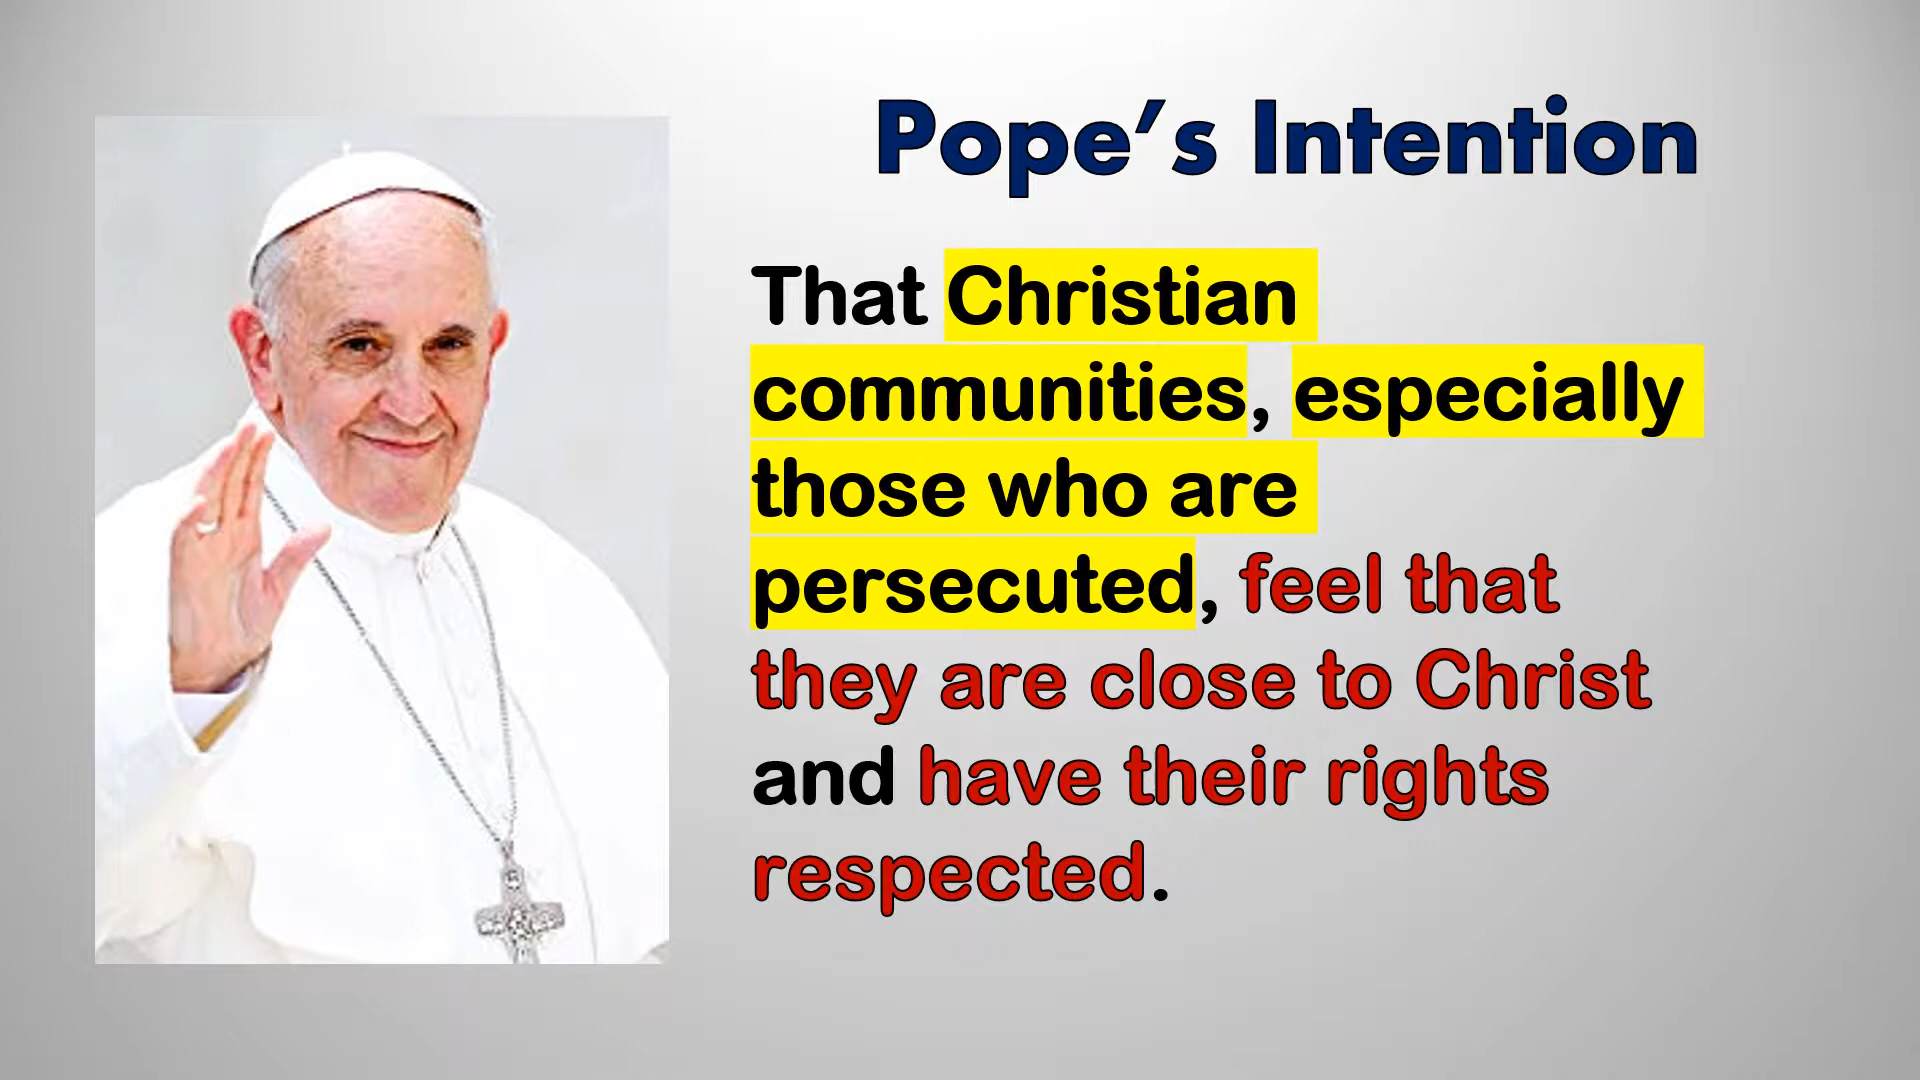 Pope’s Intention
That Christian
communities, especially
those who are
persecuted, feel that
they are close to Christ
and have their rights
respected.